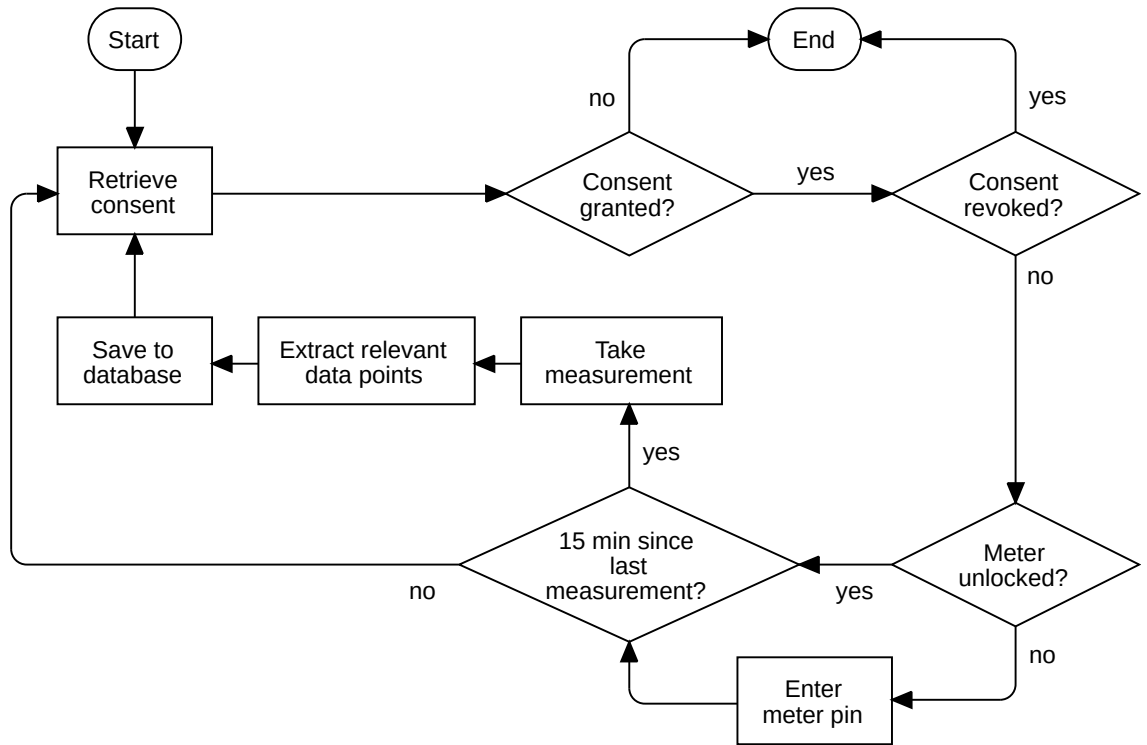 Start
End
no
yes
Retrieve
consent
Consent
granted?
yes
Consent
revoked?
no
Save to
database
Extract relevant
data points
Take
measurement
yes
15 min since
last
measurement?
Meter
unlocked?
no
yes
no
Enter
meter pin